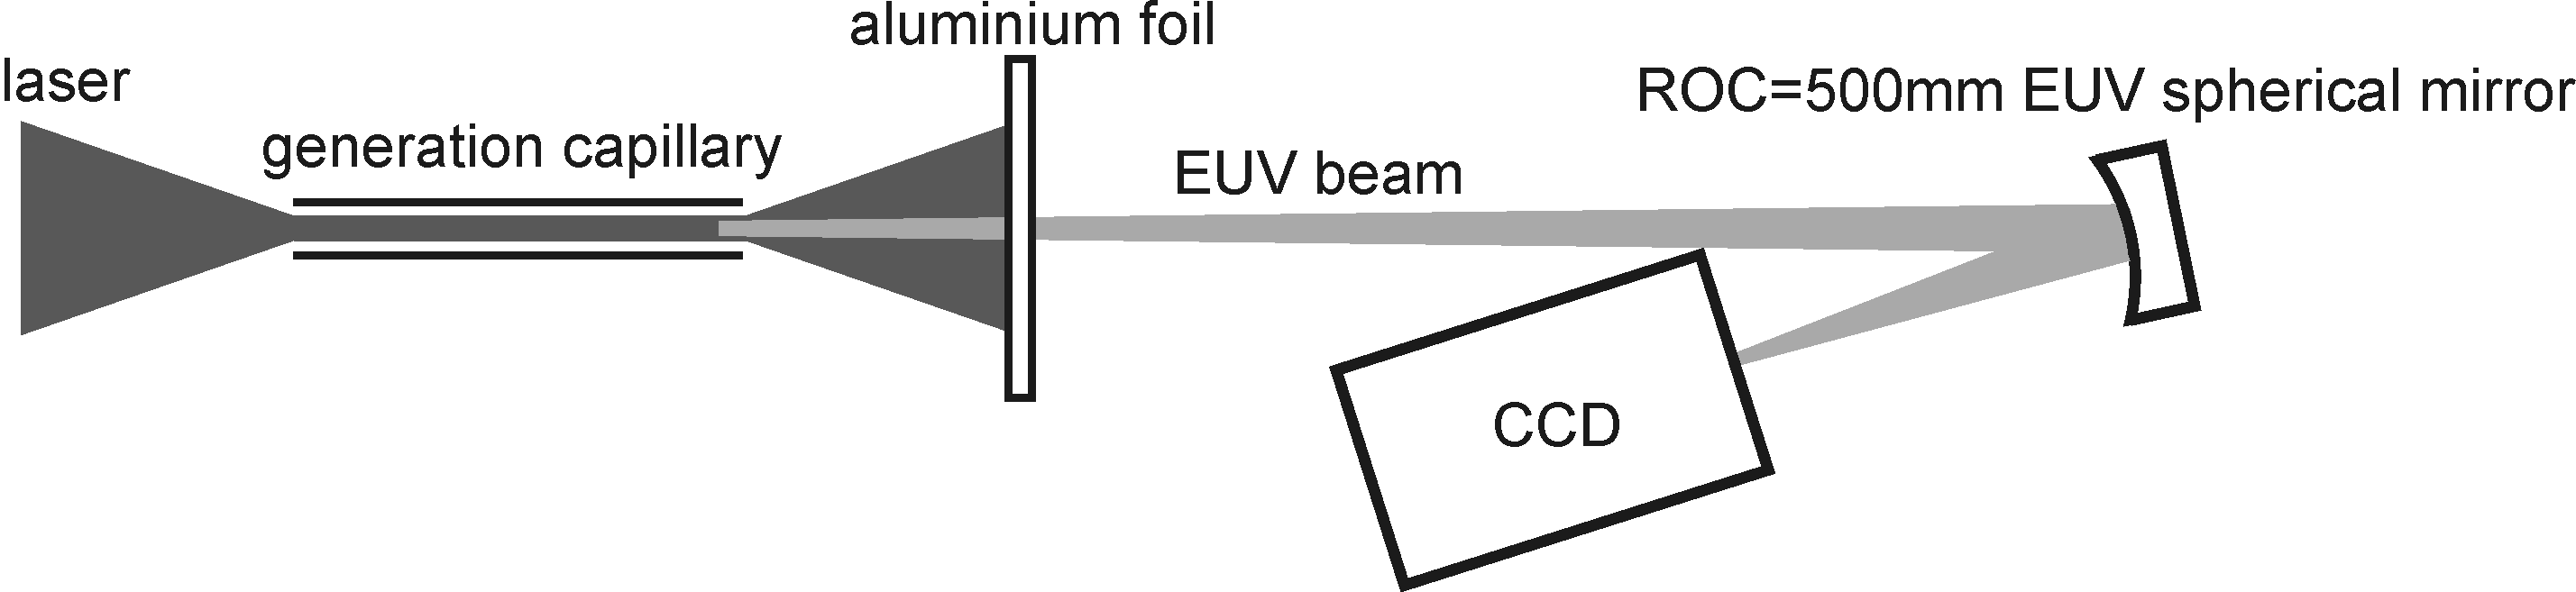 aluminium foil
laser
ROC=500mm EUV spherical mirror
generation capillary
EUV beam
CCD